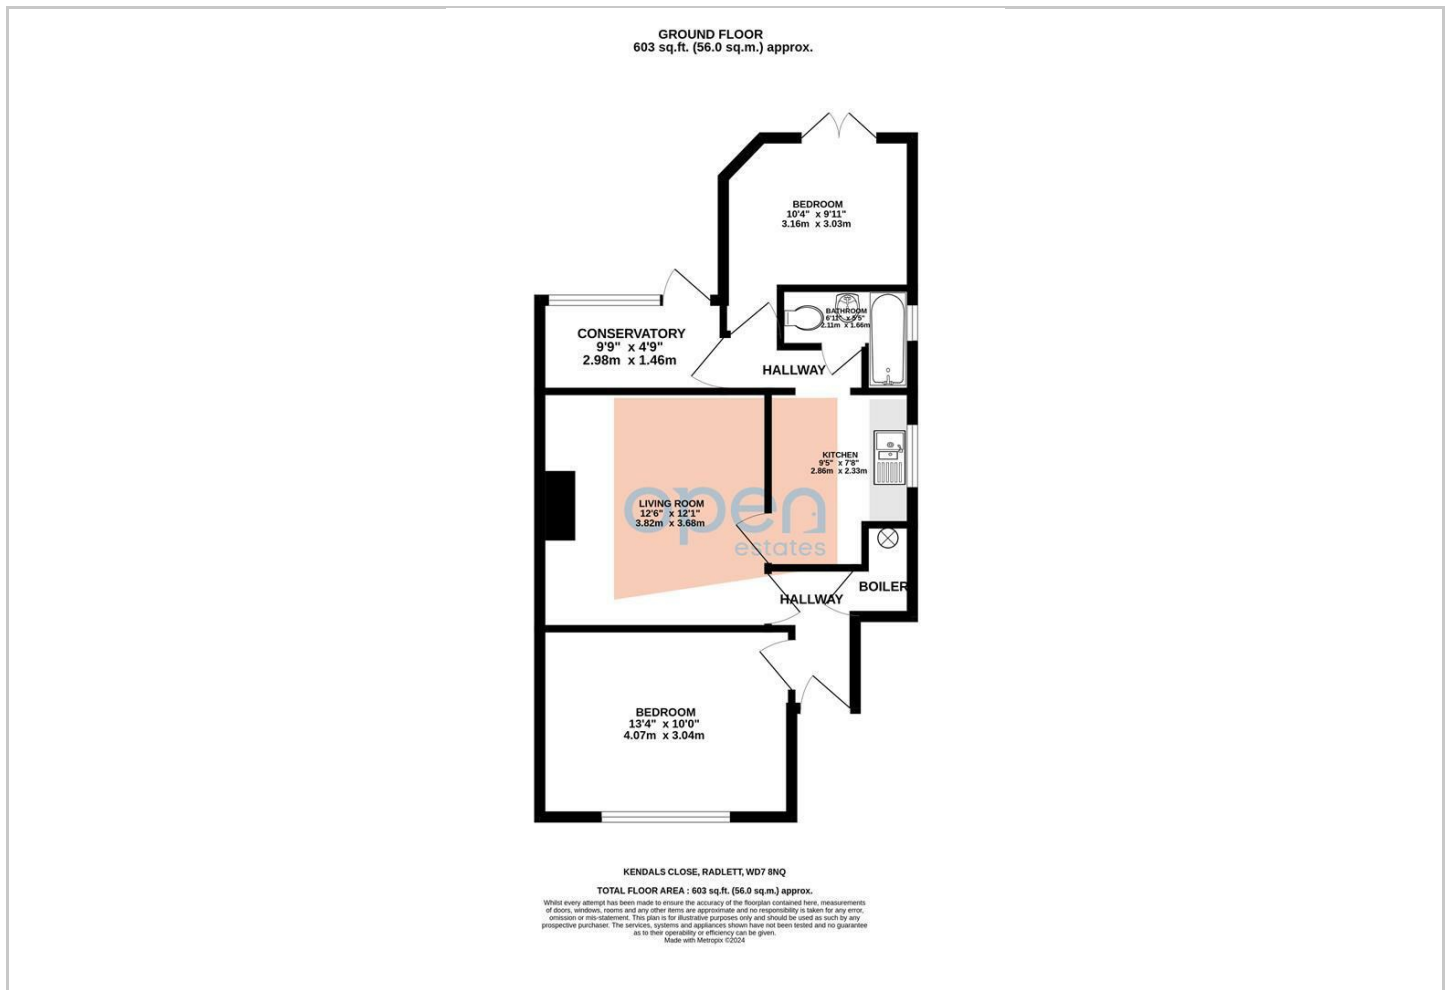 GROUND FLOOR
603 sq.ft. (56.0 sq.m.) approx.
BEDROOM
10'4" x 9'11"
3.16m x 3.03m
BATHROOM
6'11" x 5'5"
2.11m x 1.66m
CONSERVATORY
9'9" x 4'9"
2.98m x 1.46m
HALLWAY
KITCHEN
9'5" x 7'8"
2.86m x 2.33m
LIVING ROOM
12'6" x 12'1"
3.82m x 3.68m
open
estates
BOILER
HALLWAY
BEDROOM
13'4" x 10'0"
4.07m x 3.04m
KENDALS CLOSE, RADLETT, WD7 8NQ
TOTAL FLOOR AREA : 603 sq.ft. (56.0 sq.m.) approx.
Whilst every attempt has been made to ensure the accuracy of the floorplan contained here, measurements
of doors, windows, rooms and any other items are approximate and no responsibility is taken for any error,
omission or mis-statement. This plan is for illustrative purposes only and should be used as such by any
prospective purchaser. The services, systems and appliances shown have not been tested and no guarantee
as to their operability or efficiency can be given.
Made with Metropix ©2024